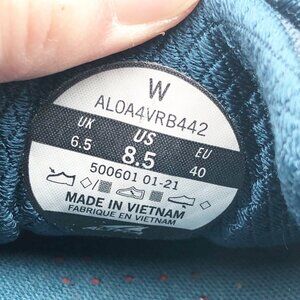 W
AL0A4VRB442
UK US EU
6.5 8.5 40
500601 01-21
MADE IN VIETNAM
FABRIQUE EN VIETNAM